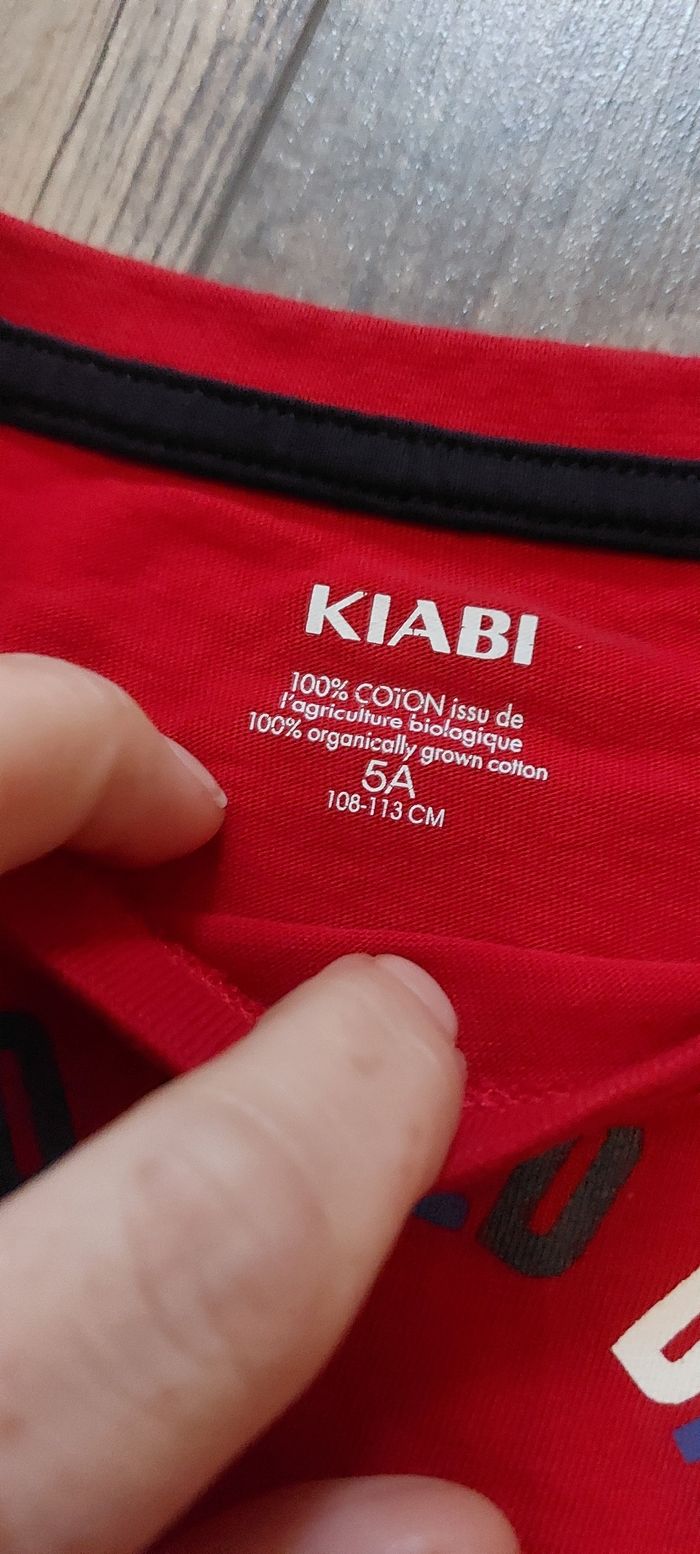 KIABI
100% COTON issu de
l'agriculture biologique
100% organically grown cotton
5A
108-113 CM